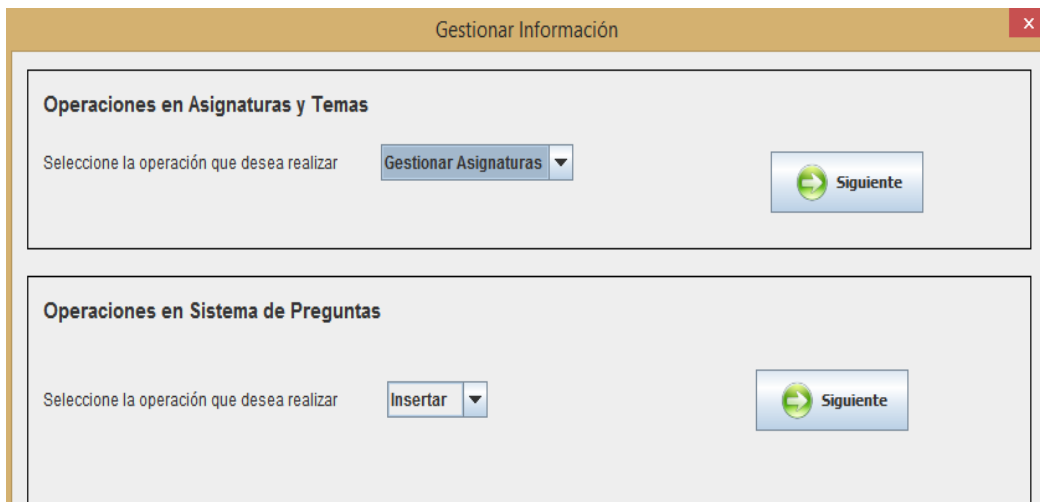 Gestionar Información
x
Operaciones en Asignaturas y Temas
Seleccione la operación que desea realizar
Gestionar Asignaturas
Siguiente
Operaciones en Sistema de Preguntas
Seleccione la operación que desea realizar
Insertar
Siguiente